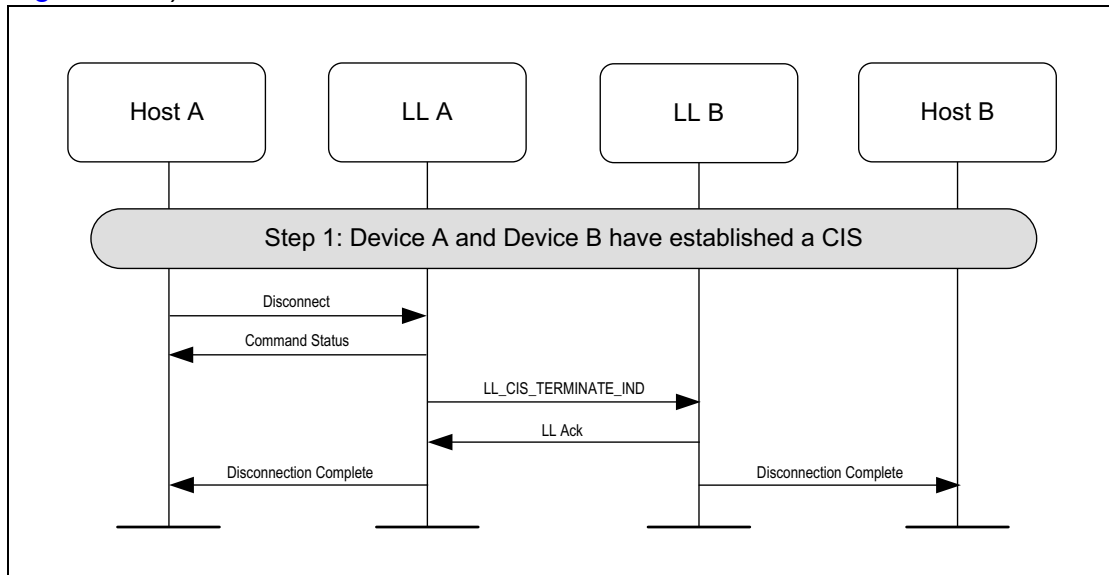 Host A
LL A
LL B
Host B
Step 1: Device A and Device B have established a CIS
Disconnect
Command Status
LL_CIS_TERMINATE_IND
LL Ack
Disconnection Complete
Disconnection Complete